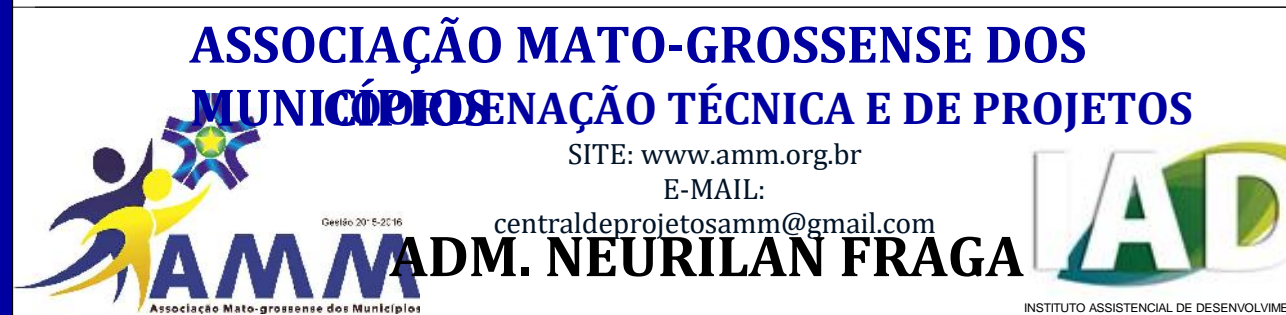 ASSOCIAÇÃO MATO-GROSSENSE DOS
MUNICÍPIOS
COORDENAÇÃO TÉCNICA E DE PROJETOS
SITE: www.amm.org.br
E-MAIL:
centraldeprojetosamm@gmail.com
Gestão 2015-2016
ADM. NEURILAN FRAGA
AMM
Associação Mato-grossense dos Municípios
IAD
INSTITUTO ASSISTENCIAL DE DESENVOLVIME